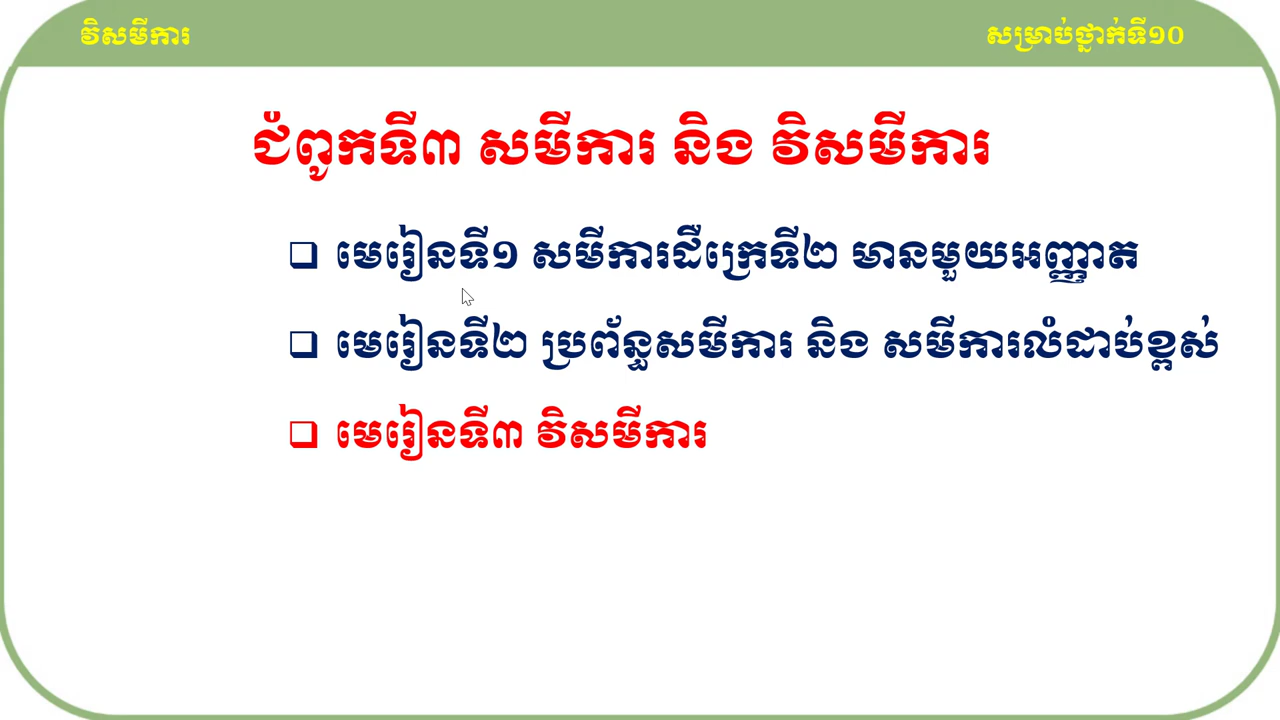 វិសមីការ
សម្រាប់ថ្នាក់ទី១០
ជំពូកទី៣ សមីការ និង វិសមីការ
មេរៀនទី១ សមីការដឺក្រេទី២ មានមួយអញ្ញាត
មេរៀនទី២ ប្រព័ន្ធសមីការ និង សមីការលំដាប់ខ្ពស់
មេរៀនទី៣ វិសមីការ